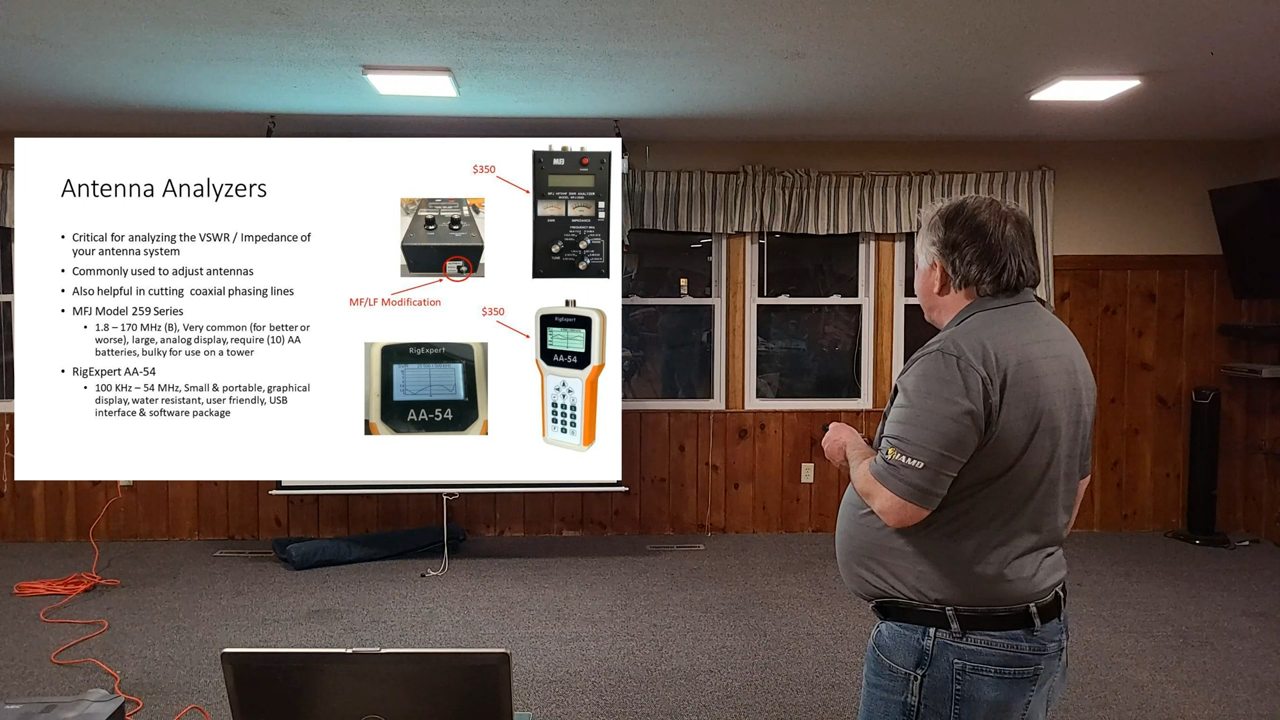 Antenna Analyzers
• Critical for analyzing the VSWR / Impedance of
your antenna system
• Commonly used to adjust antennas
• Also helpful in cutting coaxial phasing lines
• MFJ Model 259 Series
• 1.8 – 170 MHz (B), Very common (for better or
worse), large, analog display, require (10) AA
batteries, bulky for use on a tower
• RigExpert AA-54
• 100 KHz – 54 MHz, Small & portable, graphical
display, water resistant, user friendly, USB
interface & software package
$350
MFJ
MF/LF Modification
$350
RigExpert
AA-54
RigExpert
AA-54